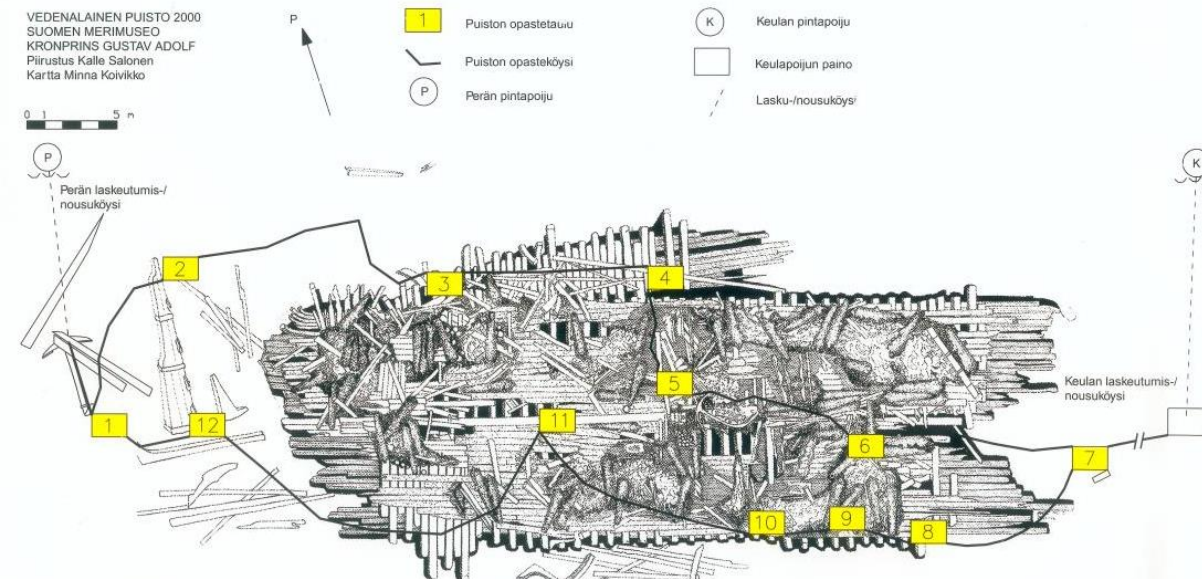 VEDENALAINEN PUISTO 2000
SUOMEN MERIMUSEO
KRONPRINS GUSTAV ADOLF
Piirustus Kalle Salonen
Kartta Minna Koivikko
0 1 5 m
P
1 Puiston opastetaulu
Puiston opasteköysi
P Perän pintapoiju
K Keulan pintapoiju
Keulapoijun paino
Lasku-/nousuköysi
P
Perän laskeutumis-/
nousuköysi
K
Keulan laskeutumis-/
nousuköysi
1
2
3
4
5
6
7
8
9
10
11
12